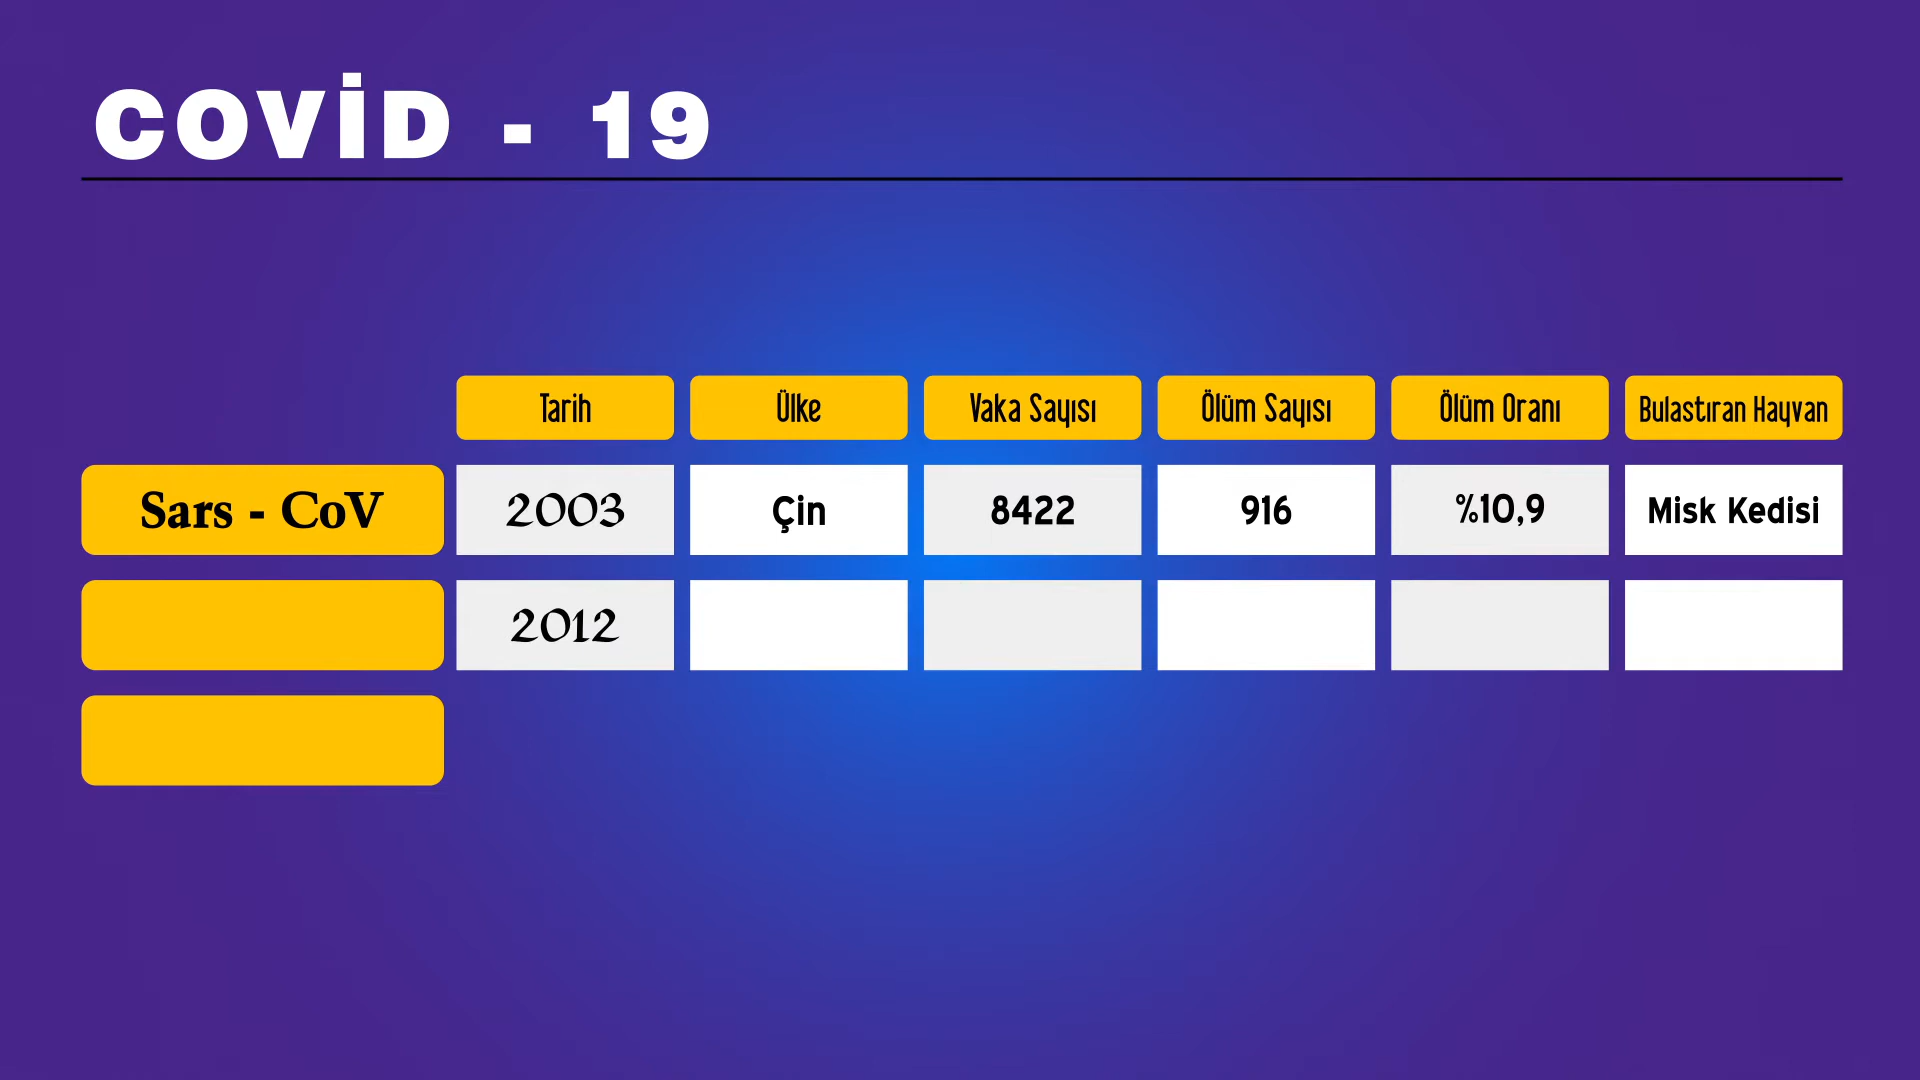 COVİD - 19
Tarih Ülke Vaka Sayısı Ölüm Sayısı Ölüm Oranı Bulastıran Hayvan
Sars - CoV 2003 Çin 8422 916 %10,9 Misk Kedisi
2012